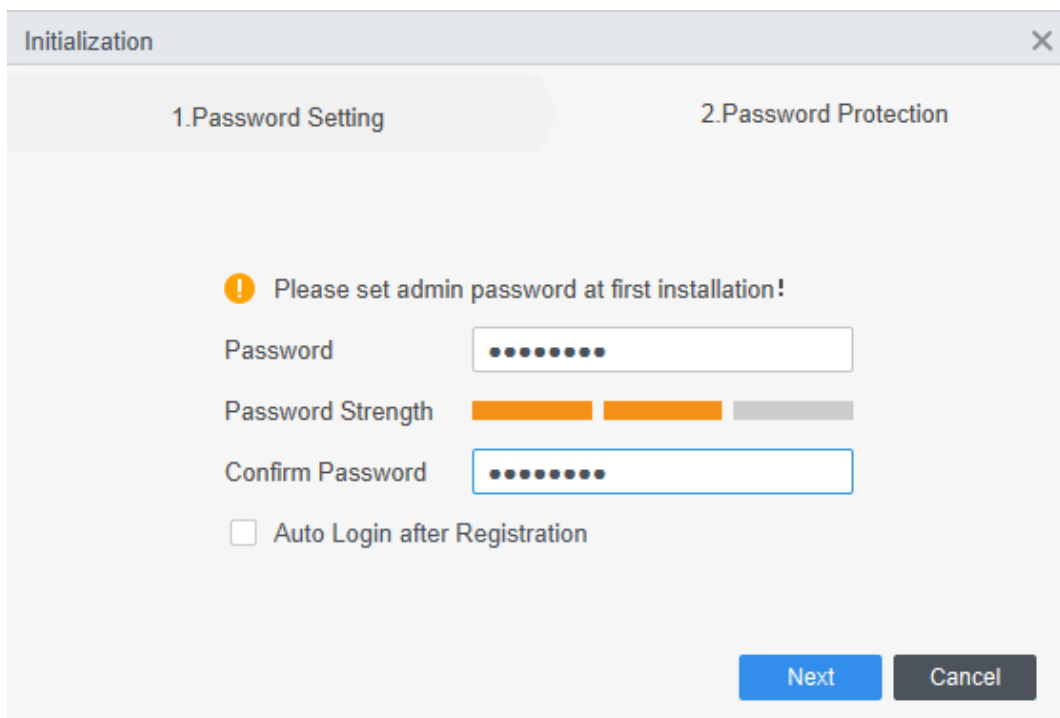 Initialization
1.Password Setting
2.Password Protection
Please set admin password at first installation!
Password
••••••••
Password Strength
Confirm Password
••••••••
Auto Login after Registration
Next
Cancel